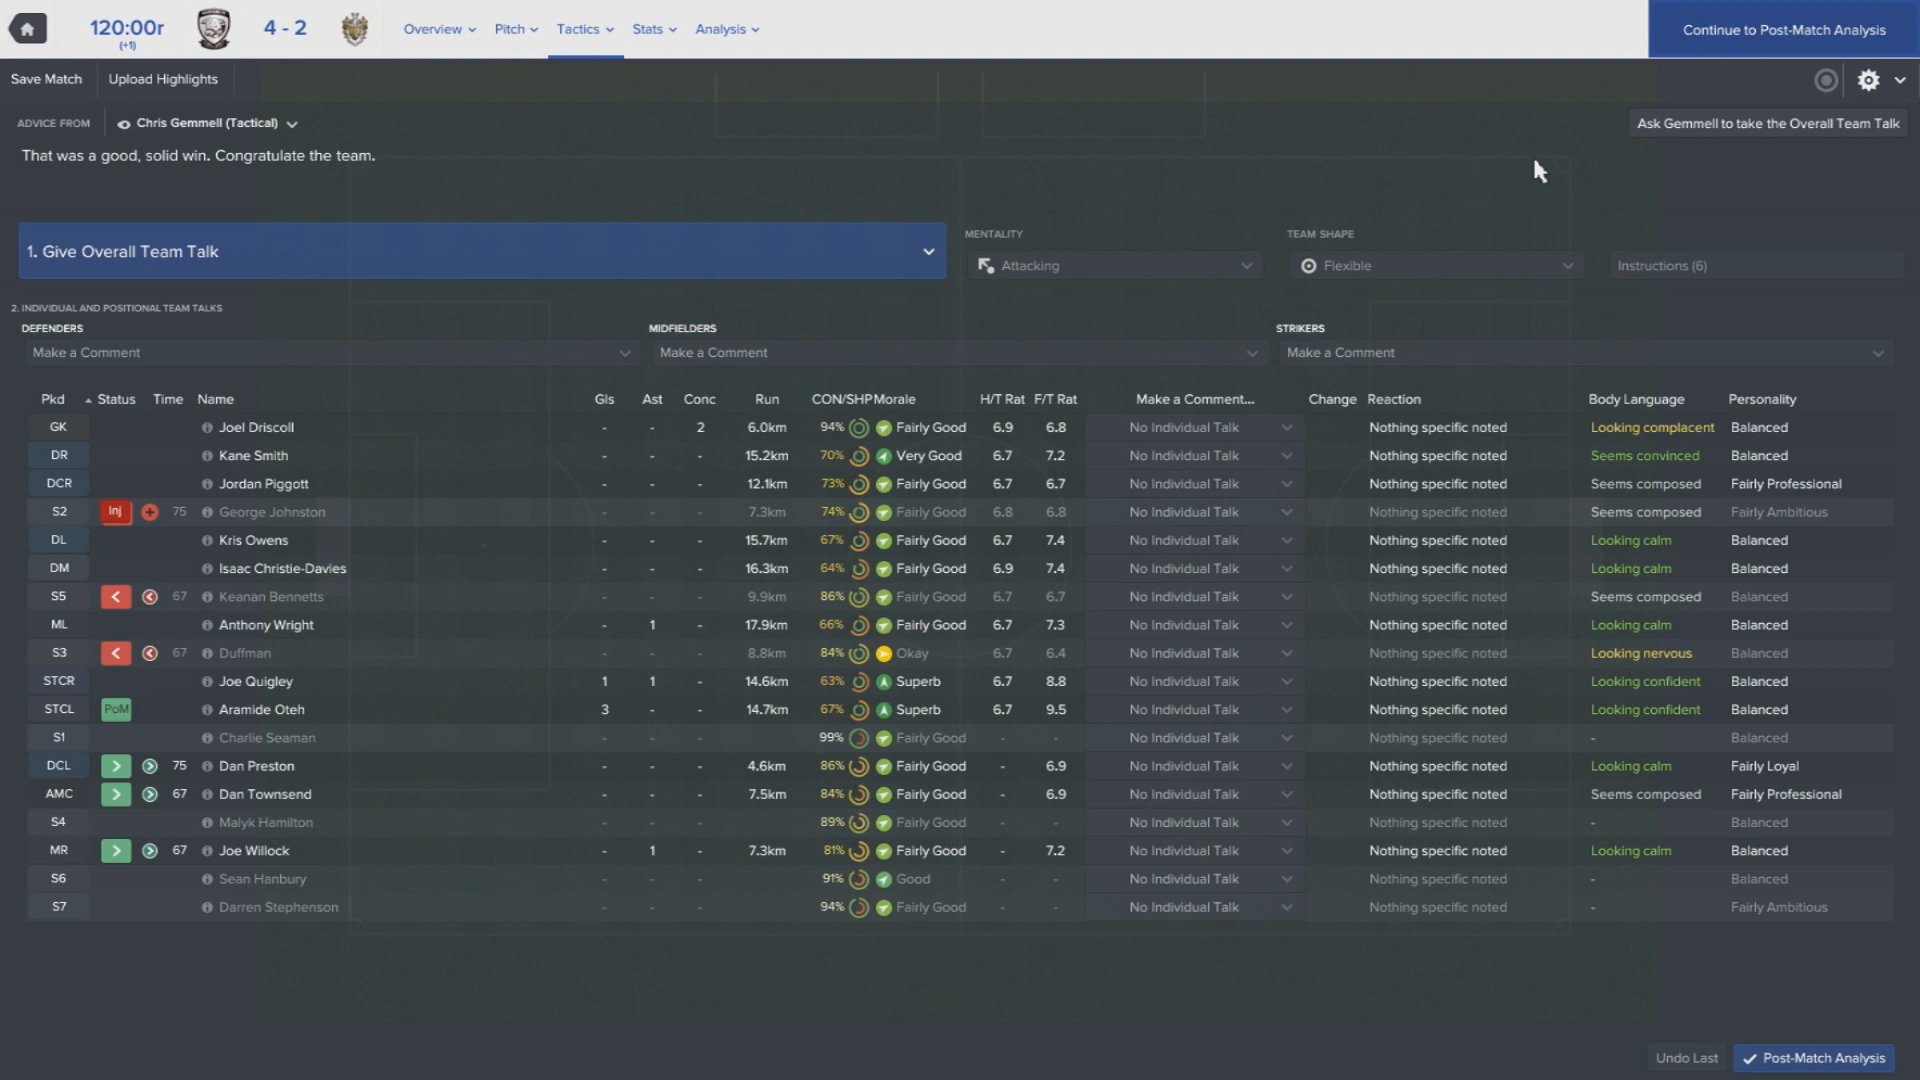 120:00r
(+1)
4 - 2
Overview
Pitch
Tactics
Stats
Analysis
Continue to Post-Match Analysis
Save Match
Upload Highlights
ADVICE FROM
Chris Gemmell (Tactical)
Ask Gemmell to take the Overall Team Talk
That was a good, solid win. Congratulate the team.
1. Give Overall Team Talk
MENTALITY
Attacking
TEAM SHAPE
Flexible
Instructions (6)
2. INDIVIDUAL AND POSITIONAL TEAM TALKS
DEFENDERS MIDFIELDERS STRIKERS
Make a Comment Make a Comment Make a Comment
Pkd Status Time Name Gls Ast Conc Run CON/SHP Morale H/T Rat F/T Rat Make a Comment... Change Reaction Body Language Personality
GK Joel Driscoll - - 2 6.0km 94% Fairly Good 6.9 6.8 No Individual Talk Nothing specific noted Looking complacent Balanced
DR Kane Smith - - - 15.2km 70% Very Good 6.7 7.2 No Individual Talk Nothing specific noted Seems convinced Balanced
DCR Jordan Piggott - - - 12.1km 73% Fairly Good 6.7 6.7 No Individual Talk Nothing specific noted Seems composed Fairly Professional
S2 Inj 75 George Johnston - - - 7.3km 74% Fairly Good 6.8 6.8 No Individual Talk Nothing specific noted Seems composed Fairly Ambitious
DL Kris Owens - - - 15.7km 67% Fairly Good 6.7 7.4 No Individual Talk Nothing specific noted Looking calm Balanced
DM Isaac Christie-Davies - - - 16.3km 64% Fairly Good 6.9 7.4 No Individual Talk Nothing specific noted Looking calm Balanced
S5 67 Keanan Bennetts - - - 9.9km 86% Fairly Good 6.7 6.7 No Individual Talk Nothing specific noted Seems composed Balanced
ML Anthony Wright - 1 - 17.9km 66% Fairly Good 6.7 7.3 No Individual Talk Nothing specific noted Looking calm Balanced
S3 67 Duffman - - - 8.8km 84% Okay 6.7 6.4 No Individual Talk Nothing specific noted Looking nervous Balanced
STCR Joe Quigley 1 1 - 14.6km 63% Superb 6.7 8.8 No Individual Talk Nothing specific noted Looking confident Balanced
STCL PoM Aramide Oteh 3 - - 14.7km 67% Superb 6.7 9.5 No Individual Talk Nothing specific noted Looking confident Balanced
S1 Charlie Seaman - - - 99% Fairly Good - - No Individual Talk Nothing specific noted - Balanced
DCL 75 Dan Preston - - - 4.6km 86% Fairly Good - 6.9 No Individual Talk Nothing specific noted Looking calm Fairly Loyal
AMC 67 Dan Townsend - - - 7.5km 84% Fairly Good - 6.9 No Individual Talk Nothing specific noted Seems composed Fairly Professional
S4 Malyk Hamilton - - - 89% Fairly Good - - No Individual Talk Nothing specific noted - Balanced
MR 67 Joe Willock - 1 - 7.3km 81% Fairly Good - 7.2 No Individual Talk Nothing specific noted Looking calm Balanced
S6 Sean Hanbury - - - 91% Good - - No Individual Talk Nothing specific noted - Balanced
S7 Darren Stephenson - - - 94% Fairly Good - - No Individual Talk Nothing specific noted - Fairly Ambitious
Undo Last
Post-Match Analysis